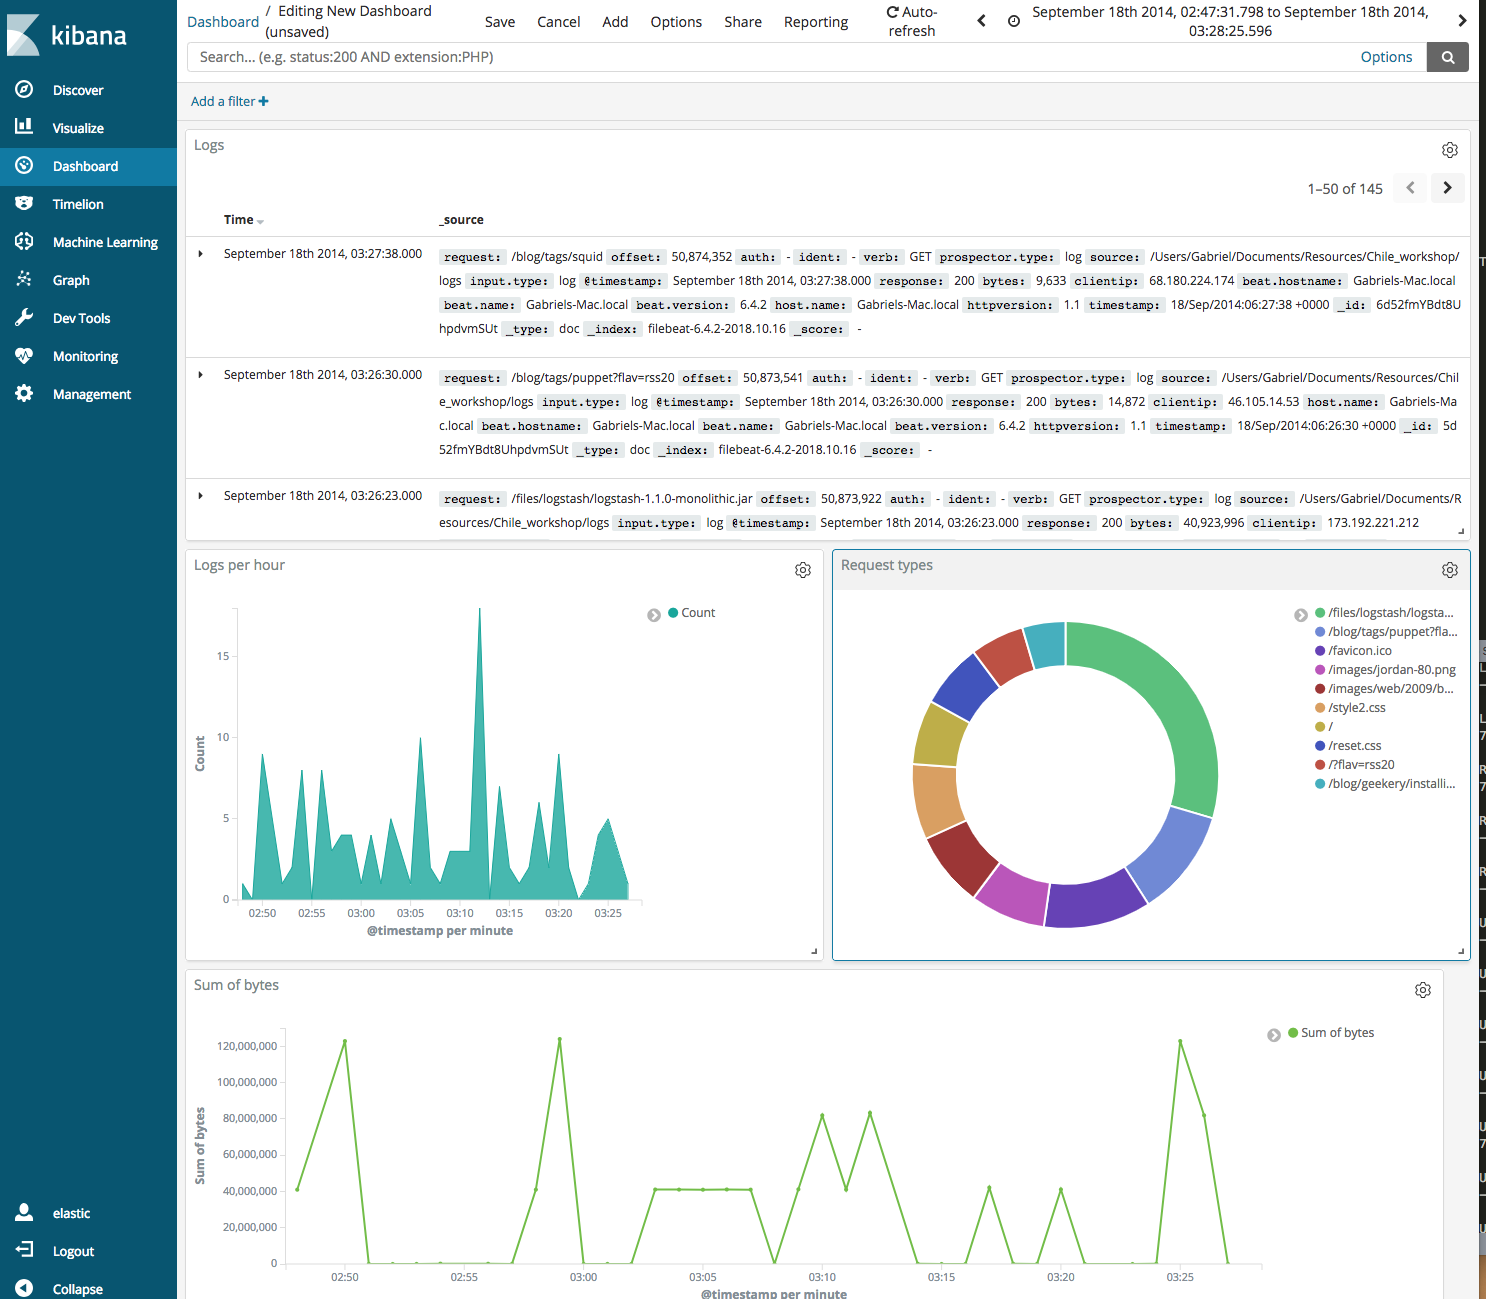 kibana
Dashboard / Editing New Dashboard (unsaved)
Save Cancel Add Options Share Reporting Auto-refresh September 18th 2014, 02:47:31.798 to September 18th 2014, 03:28:25.596
Search... (e.g. status:200 AND extension:PHP) Options
Add a filter +
Discover
Visualize
Dashboard
Timelion
Machine Learning
Graph
Dev Tools
Monitoring
Management
elastic
Logout
Collapse
Logs
1–50 of 145
Time _source
September 18th 2014, 03:27:38.000
request: /blog/tags/squid offset: 50,874,352 auth: - ident: - verb: GET prospector.type: log source: /Users/Gabriel/Documents/Resources/Chile_workshop/
logs input.type: log @timestamp: September 18th 2014, 03:27:38.000 response: 200 bytes: 9,633 clientip: 68.180.224.174 beat.hostname: Gabriels-Mac.local
beat.name: Gabriels-Mac.local beat.version: 6.4.2 host.name: Gabriels-Mac.local httpversion: 1.1 timestamp: 18/Sep/2014:06:27:38 +0000 _id: 6d52fmYBdt8U
hpdvmSUt _type: doc _index: filebeat-6.4.2-2018.10.16 _score: -
September 18th 2014, 03:26:30.000
request: /blog/tags/puppet?flav=rss20 offset: 50,873,541 auth: - ident: - verb: GET prospector.type: log source: /Users/Gabriel/Documents/Resources/Chil
e_workshop/logs input.type: log @timestamp: September 18th 2014, 03:26:30.000 response: 200 bytes: 14,872 clientip: 46.105.14.53 host.name: Gabriels-Ma
c.local beat.hostname: Gabriels-Mac.local beat.name: Gabriels-Mac.local beat.version: 6.4.2 httpversion: 1.1 timestamp: 18/Sep/2014:06:26:30 +0000 _id: 5d
52fmYBdt8UhpdvmSUt _type: doc _index: filebeat-6.4.2-2018.10.16 _score: -
September 18th 2014, 03:26:23.000
request: /files/logstash/logstash-1.1.0-monolithic.jar offset: 50,873,922 auth: - ident: - verb: GET prospector.type: log source: /Users/Gabriel/Documents/R
esources/Chile_workshop/logs input.type: log @timestamp: September 18th 2014, 03:26:23.000 response: 200 bytes: 40,923,996 clientip: 173.192.221.212
Logs per hour
Count
15
10
5
0
Count
02:50 02:55 03:00 03:05 03:10 03:15 03:20 03:25
@timestamp per minute
Request types
/files/logstash/logsta...
/blog/tags/puppet?fla...
/favicon.ico
/images/jordan-80.png
/images/web/2009/b...
/style2.css
/
/reset.css
/?flav=rss20
/blog/geekery/installi...
Sum of bytes
Sum of bytes
120,000,000
100,000,000
80,000,000
60,000,000
40,000,000
20,000,000
0
Sum of bytes
02:50 02:55 03:00 03:05 03:10 03:15 03:20 03:25
@timestamp per minute